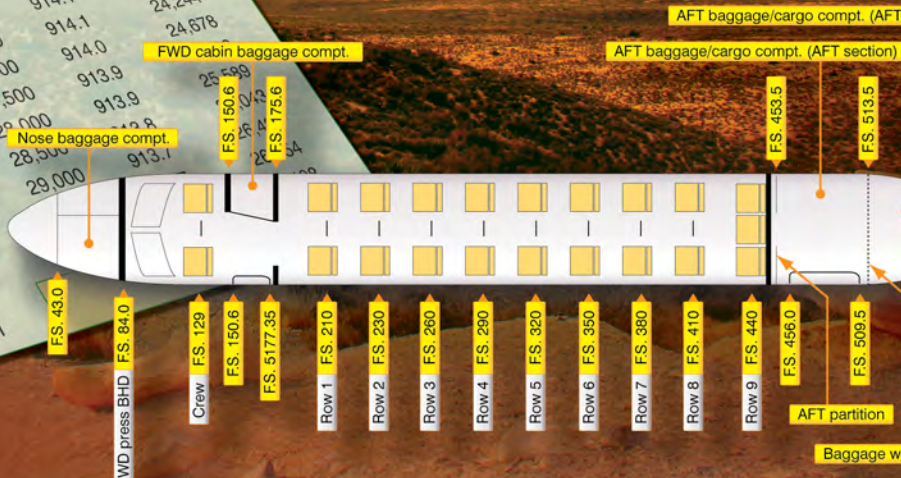 914.1
24,678
914.0
913.9
913.9
28,500
913.7
29,000
AFT baggage/cargo compt. (AFT
FWD cabin baggage compt.
AFT baggage/cargo compt. (AFT section)
Nose baggage compt.
F.S. 150.6
F.S. 175.6
F.S. 453.5
F.S. 513.5
F.S. 43.0
WD press BHD F.S. 84.0
Crew F.S. 129
F.S. 150.6
F.S. 5177.35
Row 1 F.S. 210
Row 2 F.S. 230
Row 3 F.S. 260
Row 4 F.S. 290
Row 5 F.S. 320
Row 6 F.S. 350
Row 7 F.S. 380
Row 8 F.S. 410
Row 9 F.S. 440
F.S. 456.0
F.S. 509.5
AFT partition
Baggage w